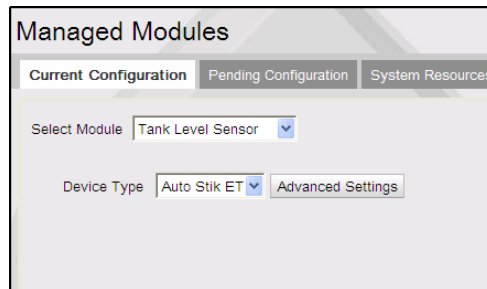 Managed Modules
Current Configuration Pending Configuration System Resources
Select Module Tank Level Sensor
Device Type Auto Stik ET Advanced Settings